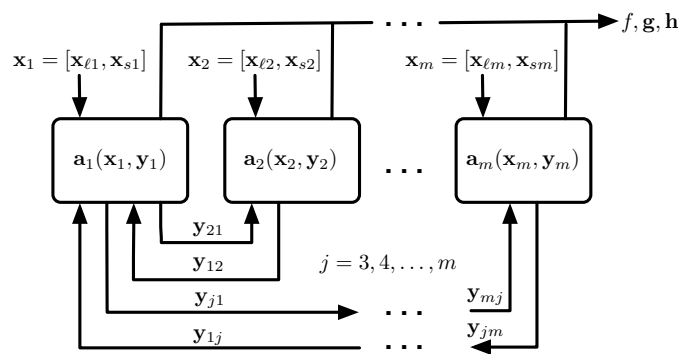 f, g, h
x₁ = [xℓ₁, xₛ₁] x₂ = [xℓ₂, xₛ₂] xₘ = [xℓₘ, xₛₘ]
a₁(x₁, y₁) a₂(x₂, y₂) aₘ(xₘ, yₘ)
y₂₁
y₁₂ j = 3, 4, . . . , m
yⱼ₁ yₘⱼ
y₁ⱼ yⱼₘ